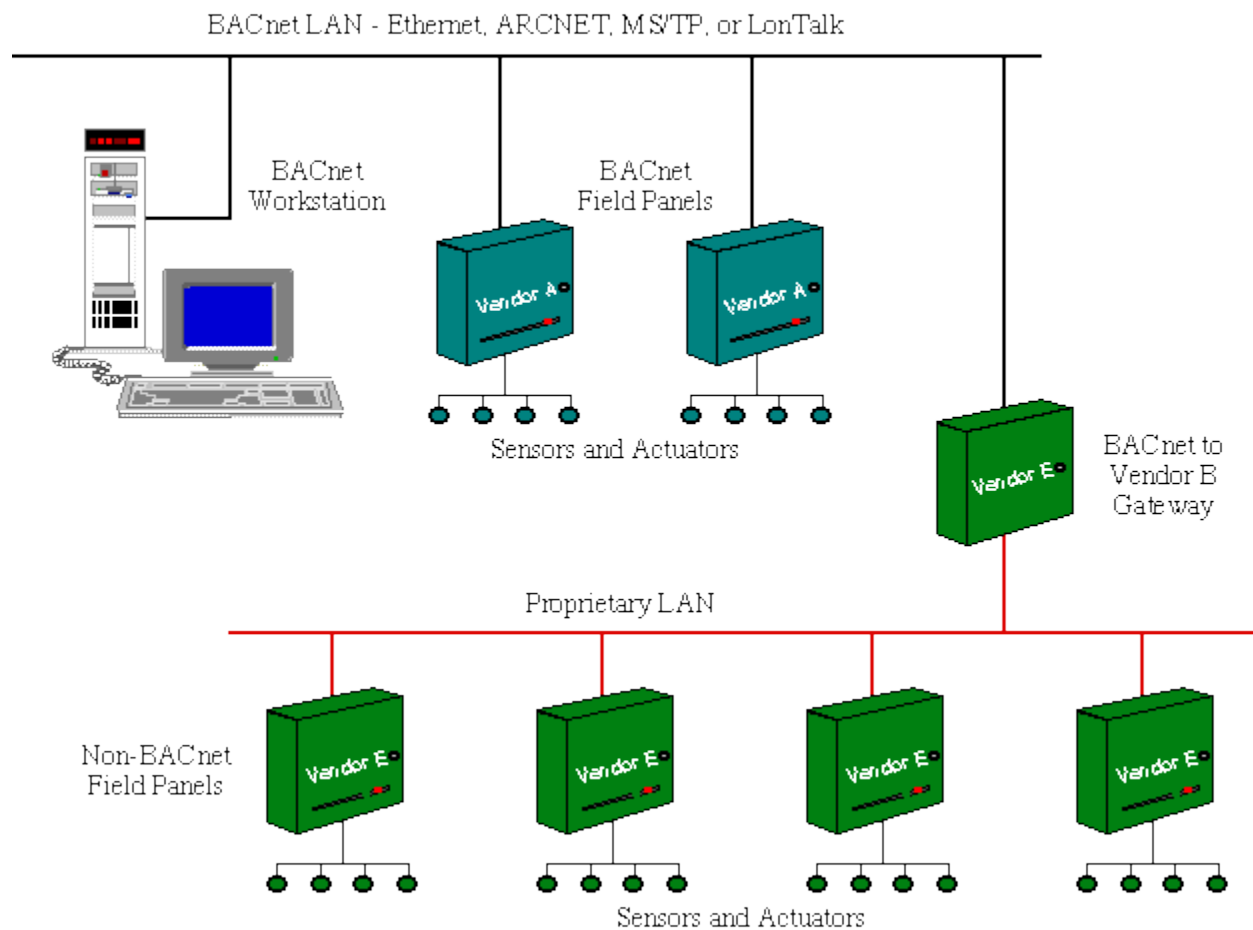 BACnet LAN - Ethernet, ARCNET, MS/TP, or LonTalk
BACnet
Workstation
BACnet
Field Panels
Vendor A
Vendor A
Sensors and Actuators
BACnet to
Vendor B
Gateway
Vendor E
Proprietary LAN
Non-BACnet
Field Panels
Vendor E
Vendor E
Vendor E
Vendor E
Sensors and Actuators